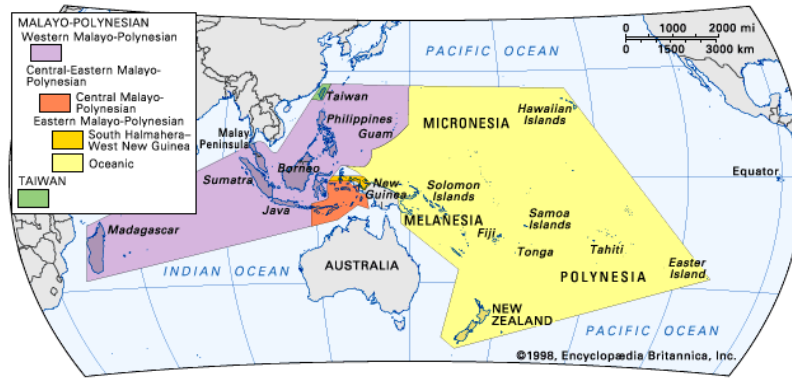 MALAYO-POLYNESIAN
Western Malayo-Polynesian
Central-Eastern Malayo-
Polynesian
Central Malayo-
Polynesian
Eastern Malayo-Polynesian
South Halmahera–
West New Guinea
Oceanic
TAIWAN
0 1000 2000 mi
0 1500 3000 km
PACIFIC OCEAN
Taiwan
Philippines
Guam
MICRONESIA
Hawaiian
Islands
Malay
Peninsula
Borneo
Sumatra
Equator
New
Guinea
Solomon
Islands
Java
MELANESIA
Samoa
Islands
Madagascar
Fiji
Tonga
Tahiti
INDIAN OCEAN
AUSTRALIA
POLYNESIA
Easter
Island
NEW
ZEALAND
PACIFIC OCEAN
©1998, Encyclopædia Britannica, Inc.